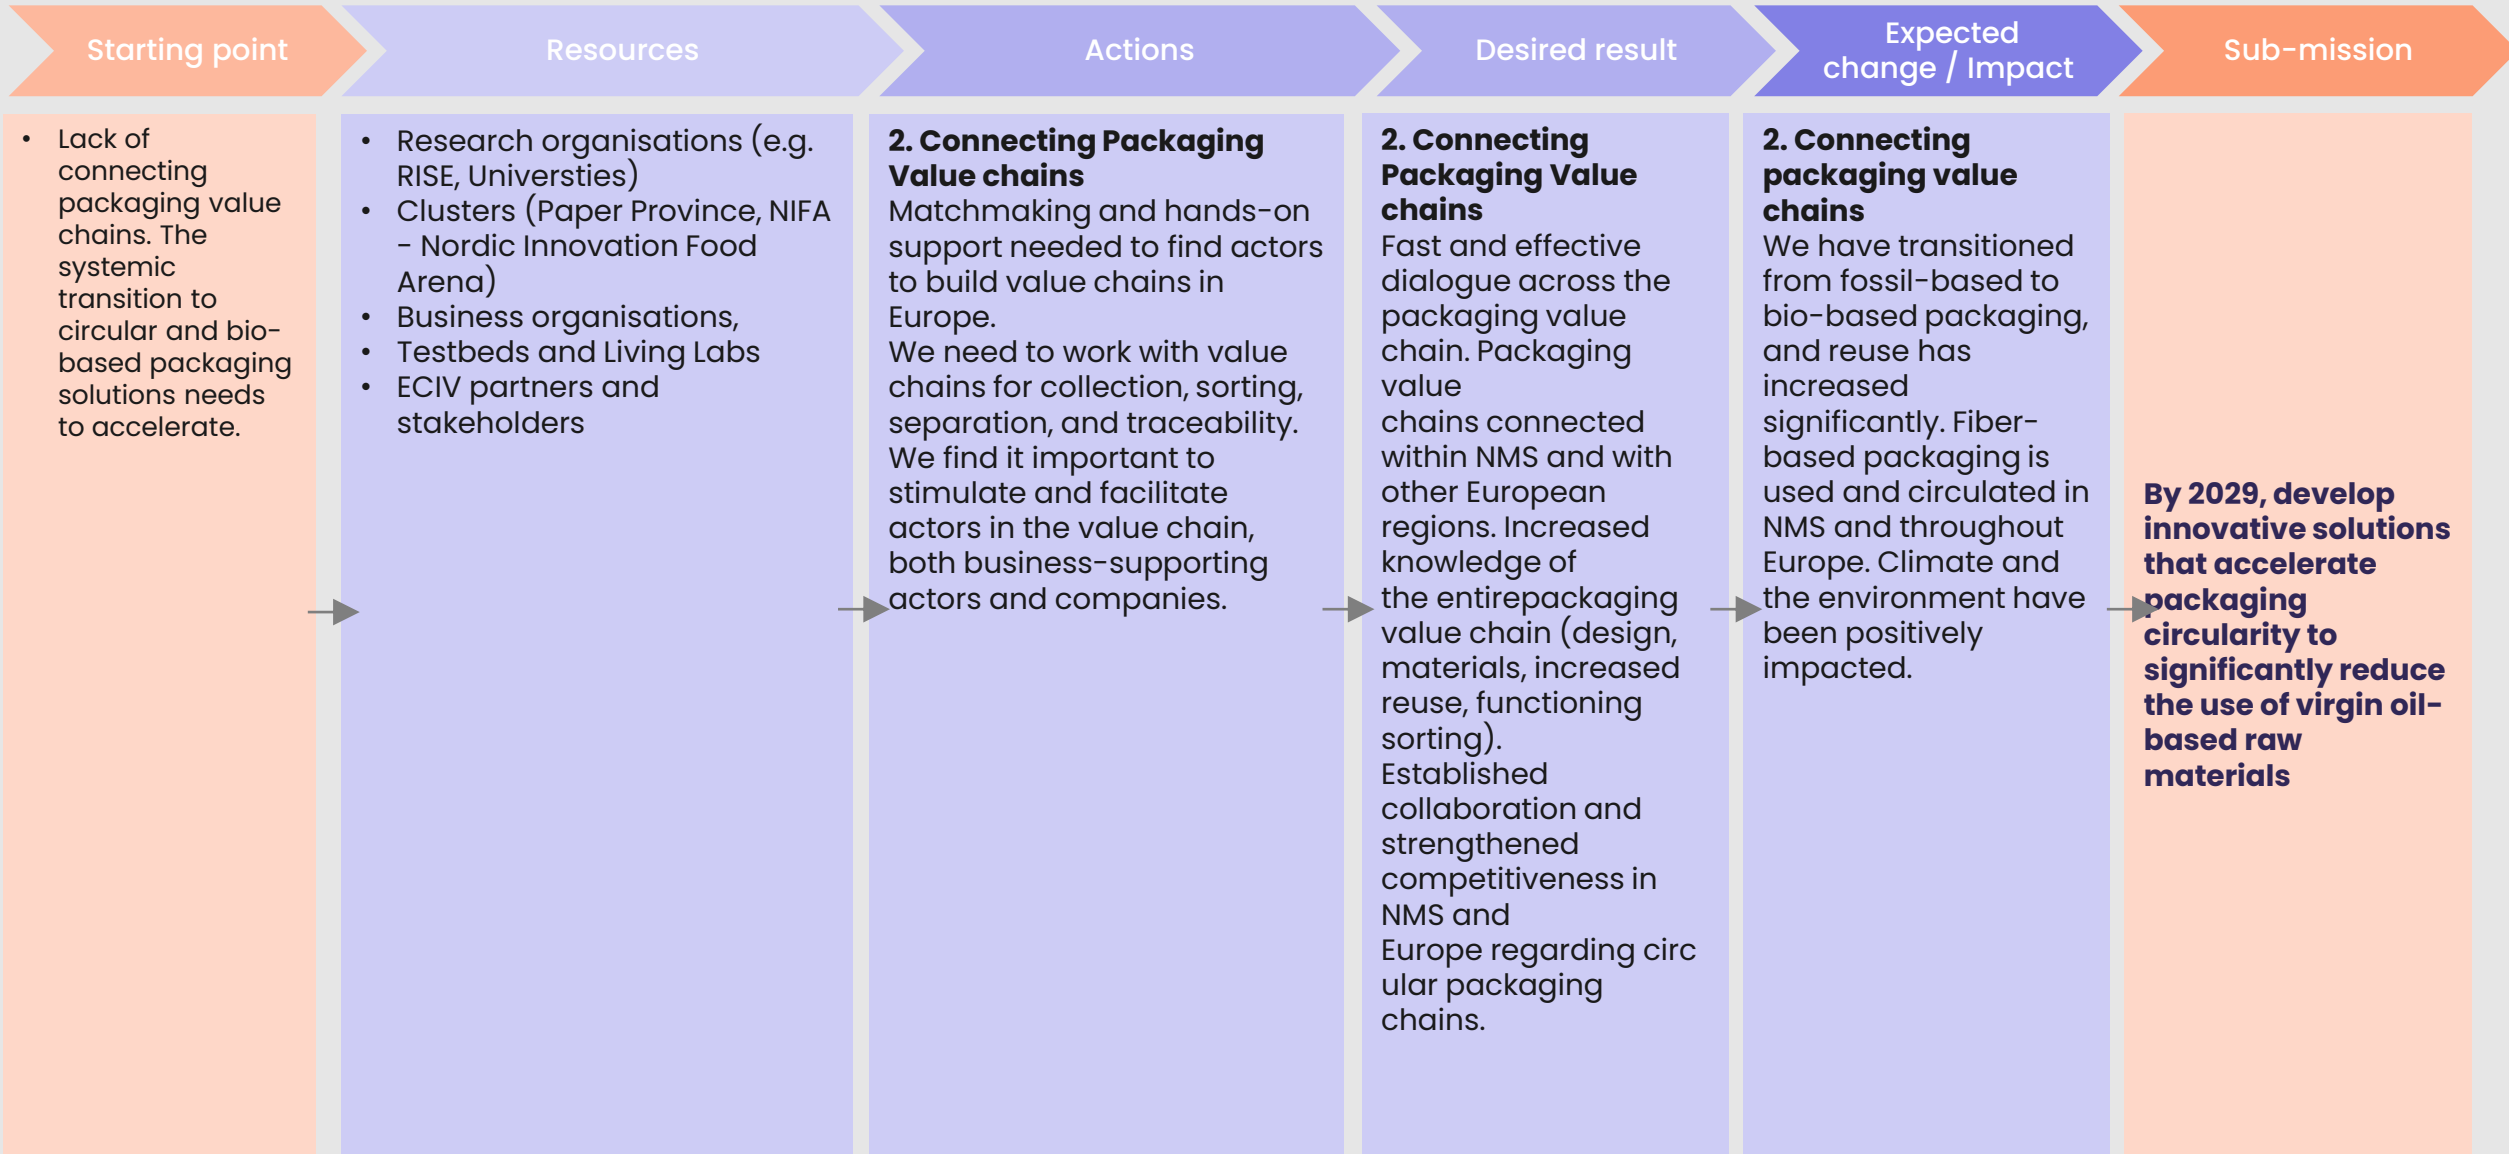 Starting point
Resources
Actions
Desired result
Expected
change / Impact
Sub-mission
• Lack of
connecting
packaging value
chains. The
systemic
transition to
circular and bio-
based packaging
solutions needs
to accelerate.
• Research organisations (e.g.
RISE, Universties)
• Clusters (Paper Province, NIFA
- Nordic Innovation Food
Arena)
• Business organisations,
• Testbeds and Living Labs
• ECIV partners and
stakeholders
2. Connecting Packaging
Value chains
Matchmaking and hands-on
support needed to find actors
to build value chains in
Europe.
We need to work with value
chains for collection, sorting,
separation, and traceability.
We find it important to
stimulate and facilitate
actors in the value chain,
both business-supporting
actors and companies.
2. Connecting
Packaging Value
chains
Fast and effective
dialogue across the
packaging value
chain. Packaging
value
chains connected
within NMS and with
other European
regions. Increased
knowledge of
the entirepackaging
value chain (design,
materials, increased
reuse, functioning
sorting).
Established
collaboration and
strengthened
competitiveness in
NMS and
Europe regarding circ
ular packaging
chains.
2. Connecting
packaging value
chains
We have transitioned
from fossil-based to
bio-based packaging,
and reuse has
increased
significantly. Fiber-
based packaging is
used and circulated in
NMS and throughout
Europe. Climate and
the environment have
been positively
impacted.
By 2029, develop
innovative solutions
that accelerate
packaging
circularity to
significantly reduce
the use of virgin oil-
based raw
materials